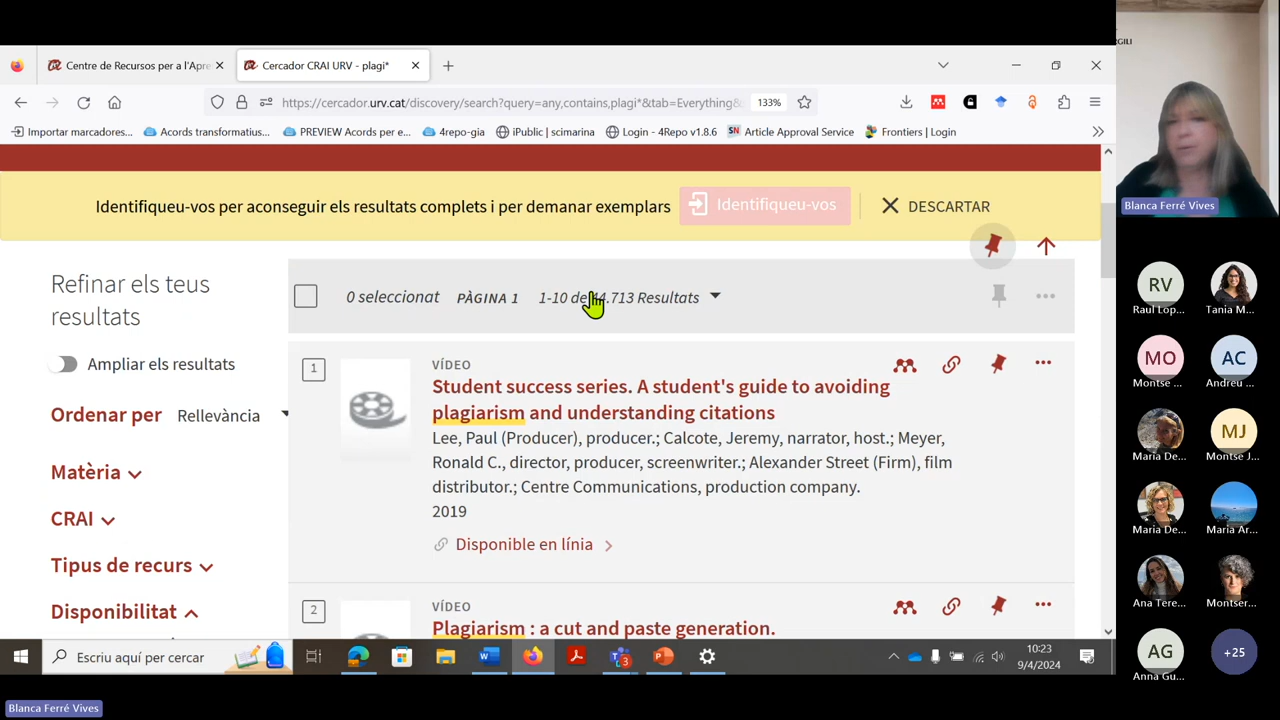 Centre de Recursos per a l'Apre
Cercador CRAI URV - plagi*
https://cercador.urv.cat/discovery/search?query=any,contains,plagi*&tab=Everything&
133%
Importar marcadores...
Acords transformatius...
PREVIEW Acords per e...
4repo-gia
iPublic | scimarina
Login - 4Repo v1.8.6
Article Approval Service
Frontiers | Login
Identifiqueu-vos per aconseguir els resultats complets i per demanar exemplars
Identifiqueu-vos
DESCARTAR
Refinar els teus
resultats
Ampliar els resultats
Ordenar per Rellevància
Matèria
CRAI
Tipus de recurs
Disponibilitat
0 seleccionat PÀGINA 1 1-10 de 4.713 Resultats
1
VÍDEO
Student success series. A student's guide to avoiding
plagiarism and understanding citations
Lee, Paul (Producer), producer.; Calcote, Jeremy, narrator, host.; Meyer,
Ronald C., director, producer, screenwriter.; Alexander Street (Firm), film
distributor.; Centre Communications, production company.
2019
Disponible en línia
2
VÍDEO
Plagiarism : a cut and paste generation.
Escriu aquí per cercar
3
10:23
9/4/2024
GILI
Blanca Ferré Vives
RV
Raul Lop...
Tania M...
MO
Montse ...
AC
Andreu ...
Maria De...
MJ
Montse J...
Maria De...
Maria Ar...
Ana Tere...
Montser...
AG
Anna Gu...
+25
Blanca Ferré Vives